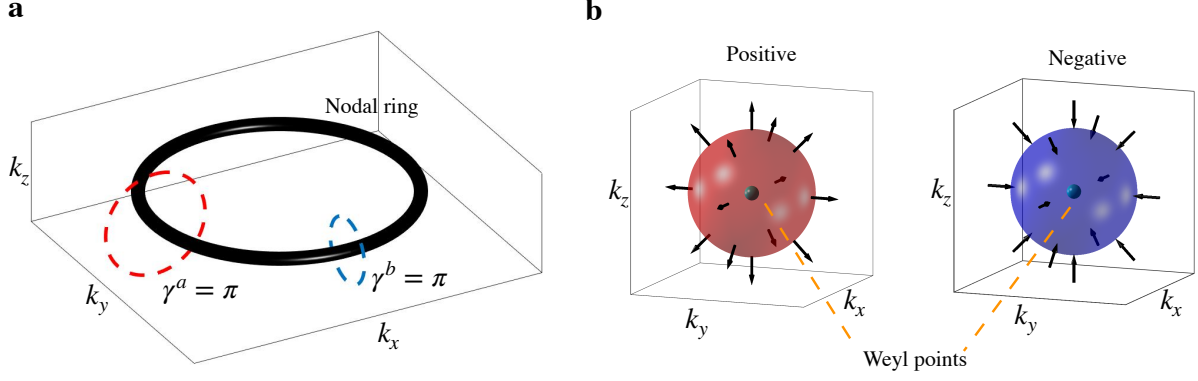 a
Nodal ring
k_z
γ^a = π
γ^b = π
k_y
k_x
b
Positive
Negative
k_z
k_y
k_x
k_z
k_y
k_x
Weyl points